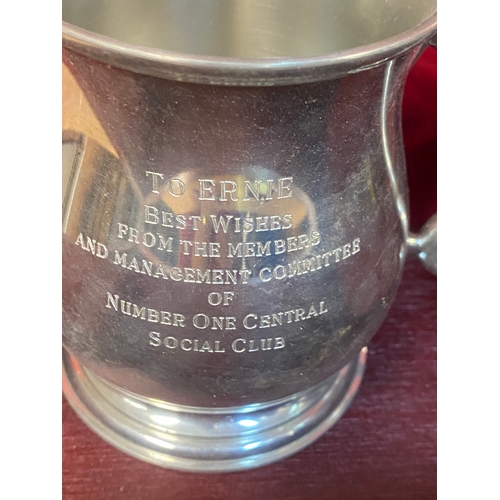 TO ERNIE
BEST WISHES
FROM THE MEMBERS
AND MANAGEMENT COMMITTEE
OF
NUMBER ONE CENTRAL
SOCIAL CLUB